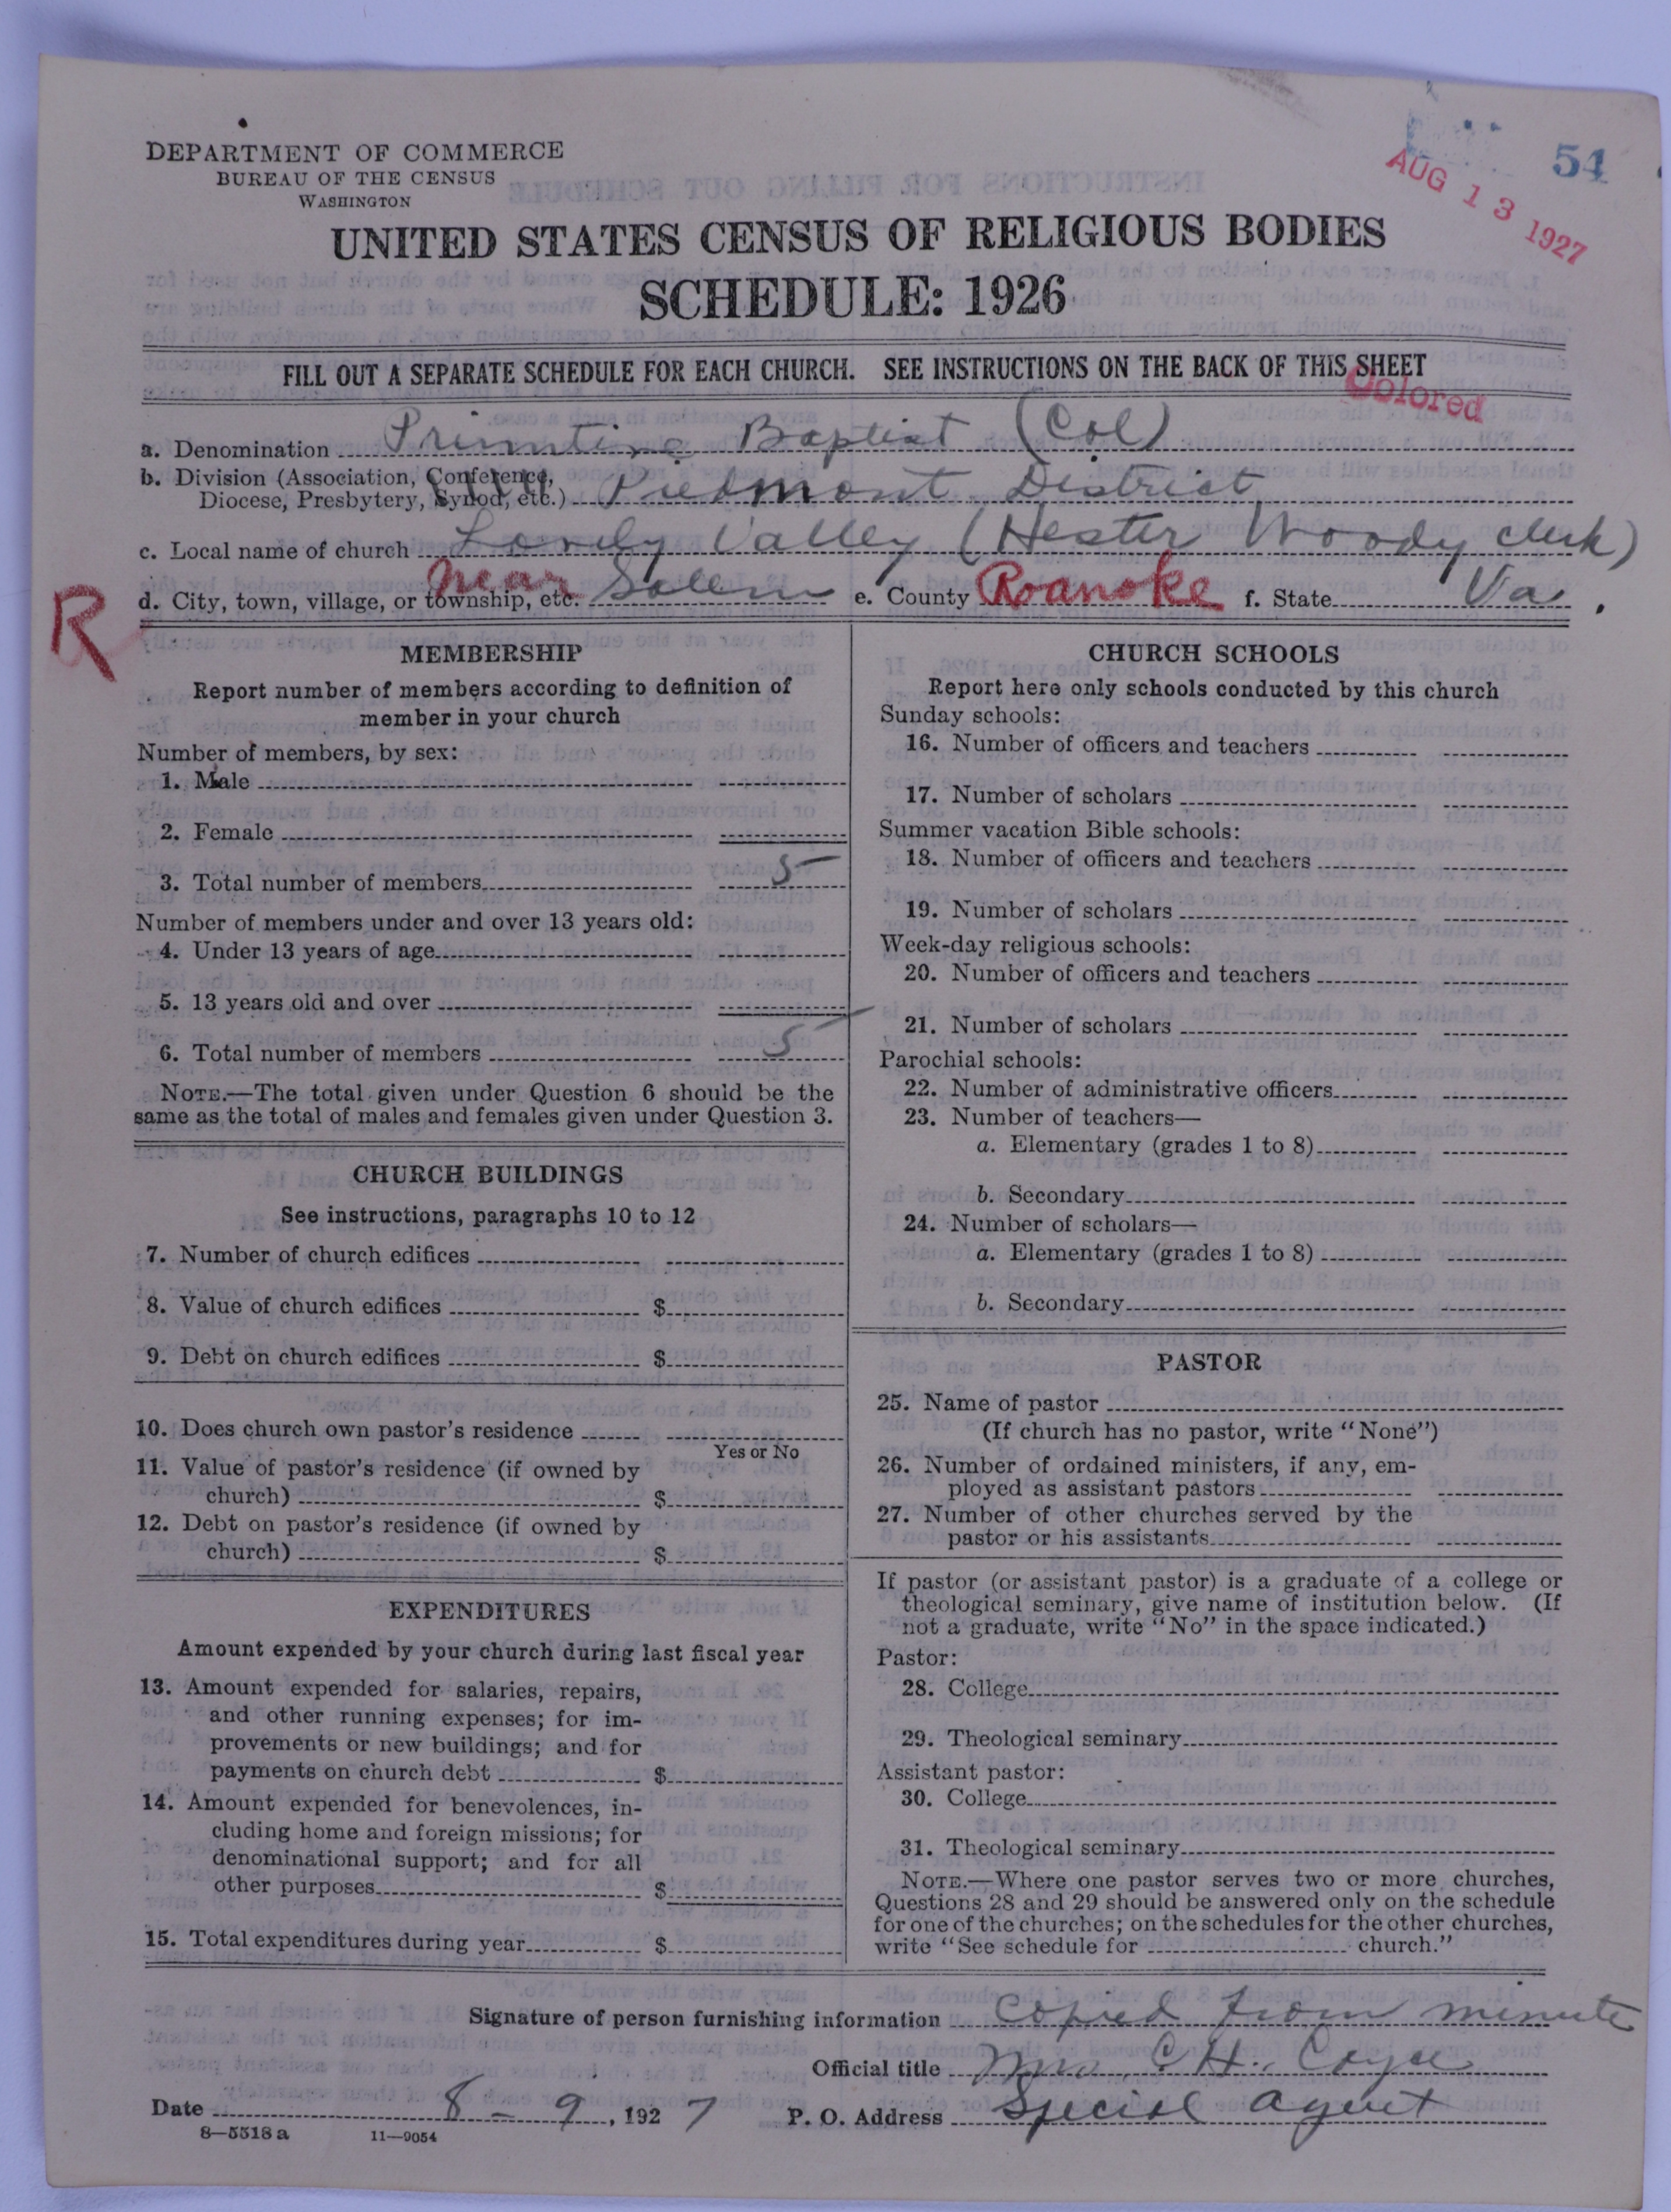 DEPARTMENT OF COMMERCE
BUREAU OF THE CENSUS
WASHINGTON
54
AUG 13 1927
UNITED STATES CENSUS OF RELIGIOUS BODIES
SCHEDULE: 1926
FILL OUT A SEPARATE SCHEDULE FOR EACH CHURCH. SEE INSTRUCTIONS ON THE BACK OF THIS SHEET
Colored
a. Denomination Primitive Baptist (Col)
b. Division (Association, Conference,
Diocese, Presbytery, Synod, etc.) Piedmont District
c. Local name of church Lonely Valley (Hester Woody clerk)
d. City, town, village, or township, etc. near Salem e. County Roanoke f. State Va.
R
MEMBERSHIP
Report number of members according to definition of
member in your church
Number of members, by sex:
1. Male
2. Female
3. Total number of members 5
Number of members under and over 13 years old:
4. Under 13 years of age
5. 13 years old and over
6. Total number of members 5
NOTE.—The total given under Question 6 should be the
same as the total of males and females given under Question 3.
CHURCH BUILDINGS
See instructions, paragraphs 10 to 12
7. Number of church edifices
8. Value of church edifices $
9. Debt on church edifices $
10. Does church own pastor's residence
Yes or No
11. Value of pastor's residence (if owned by
church) $
12. Debt on pastor's residence (if owned by
church) $
EXPENDITURES
Amount expended by your church during last fiscal year
13. Amount expended for salaries, repairs,
and other running expenses; for im-
provements or new buildings; and for
payments on church debt $
14. Amount expended for benevolences, in-
cluding home and foreign missions; for
denominational support; and for all
other purposes $
15. Total expenditures during year $
CHURCH SCHOOLS
Report here only schools conducted by this church
Sunday schools:
16. Number of officers and teachers
17. Number of scholars
Summer vacation Bible schools:
18. Number of officers and teachers
19. Number of scholars
Week-day religious schools:
20. Number of officers and teachers
21. Number of scholars
Parochial schools:
22. Number of administrative officers
23. Number of teachers—
a. Elementary (grades 1 to 8)
b. Secondary
24. Number of scholars—
a. Elementary (grades 1 to 8)
b. Secondary
PASTOR
25. Name of pastor
(If church has no pastor, write "None")
26. Number of ordained ministers, if any, em-
ployed as assistant pastors
27. Number of other churches served by the
pastor or his assistants
If pastor (or assistant pastor) is a graduate of a college or
theological seminary, give name of institution below. (If
not a graduate, write "No" in the space indicated.)
Pastor:
28. College
29. Theological seminary
Assistant pastor:
30. College
31. Theological seminary
NOTE.—Where one pastor serves two or more churches,
Questions 28 and 29 should be answered only on the schedule
for one of the churches; on the schedules for the other churches,
write "See schedule for church."
Signature of person furnishing information Copied from minute
Official title Mrs. C. H.
Date 8-9, 1927 P. O. Address Special agent
8—5518 a 11—9054